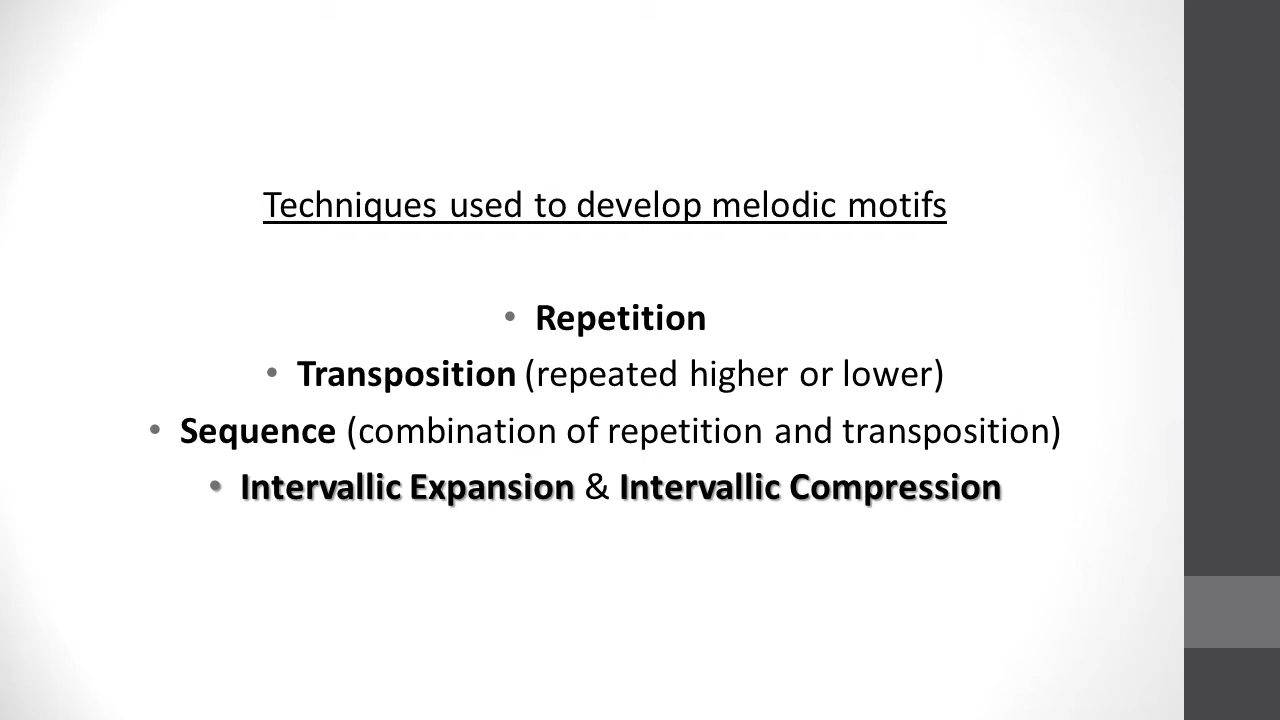 Techniques used to develop melodic motifs
• Repetition
• Transposition (repeated higher or lower)
• Sequence (combination of repetition and transposition)
• Intervallic Expansion & Intervallic Compression